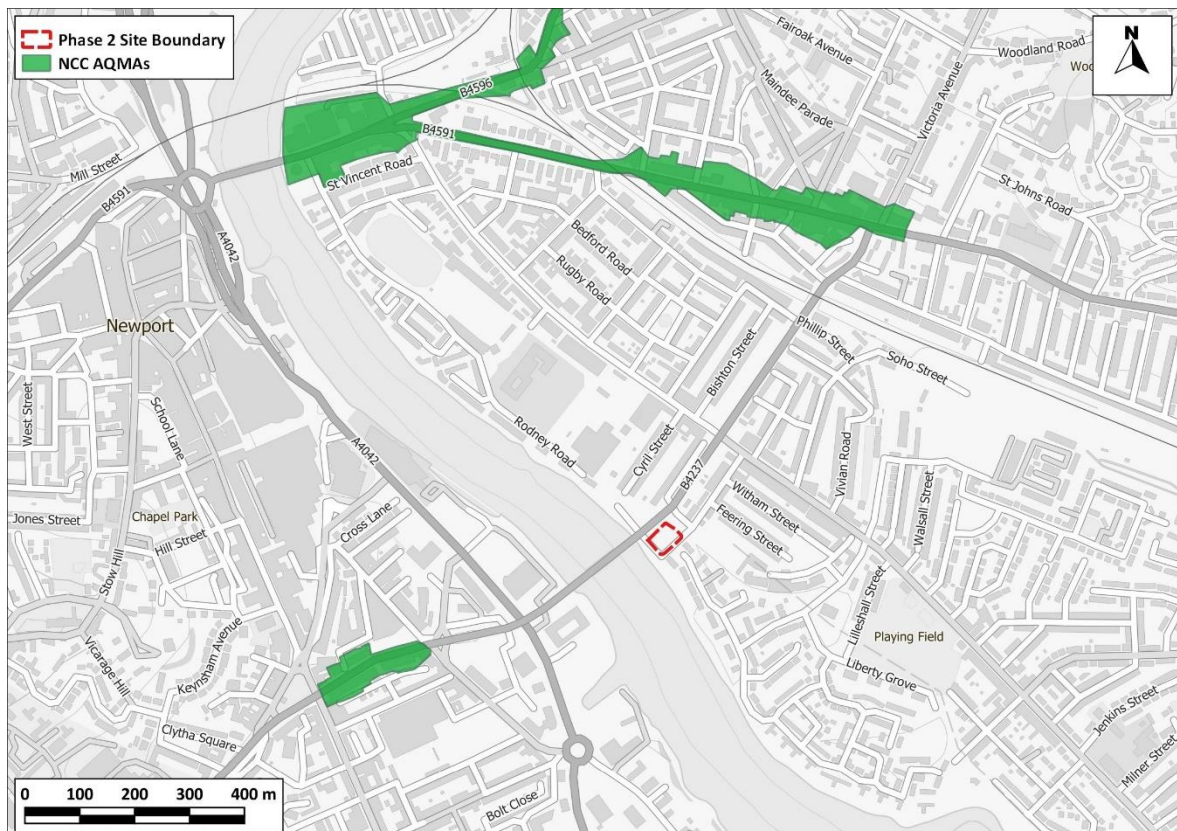 Phase 2 Site Boundary
NCC AQMAs
N
Fairoak Avenue
Woodland Road
Woo
Victoria Avenue
Maindee Parade
B4596
B4591
Mill Street
B4591
St Vincent Road
St Johns Road
A4042
Bedford Road
Rugby Road
Newport
Phillip Street
Soho Street
Bishton Street
West Street
School Lane
A4042
Rodney Road
Cyril Street
B4237
Vivian Road
Witham Street
Feering Street
Walsall Street
Jones Street
Chapel Park
Hill Street
Cross Lane
Stow Hill
Lilleshall Street
Playing Field
Liberty Grove
Vicarage Hill
Keynsham Avenue
Clytha Square
Jenkins Street
Milner Street
Bolt Close
0 100 200 300 400 m